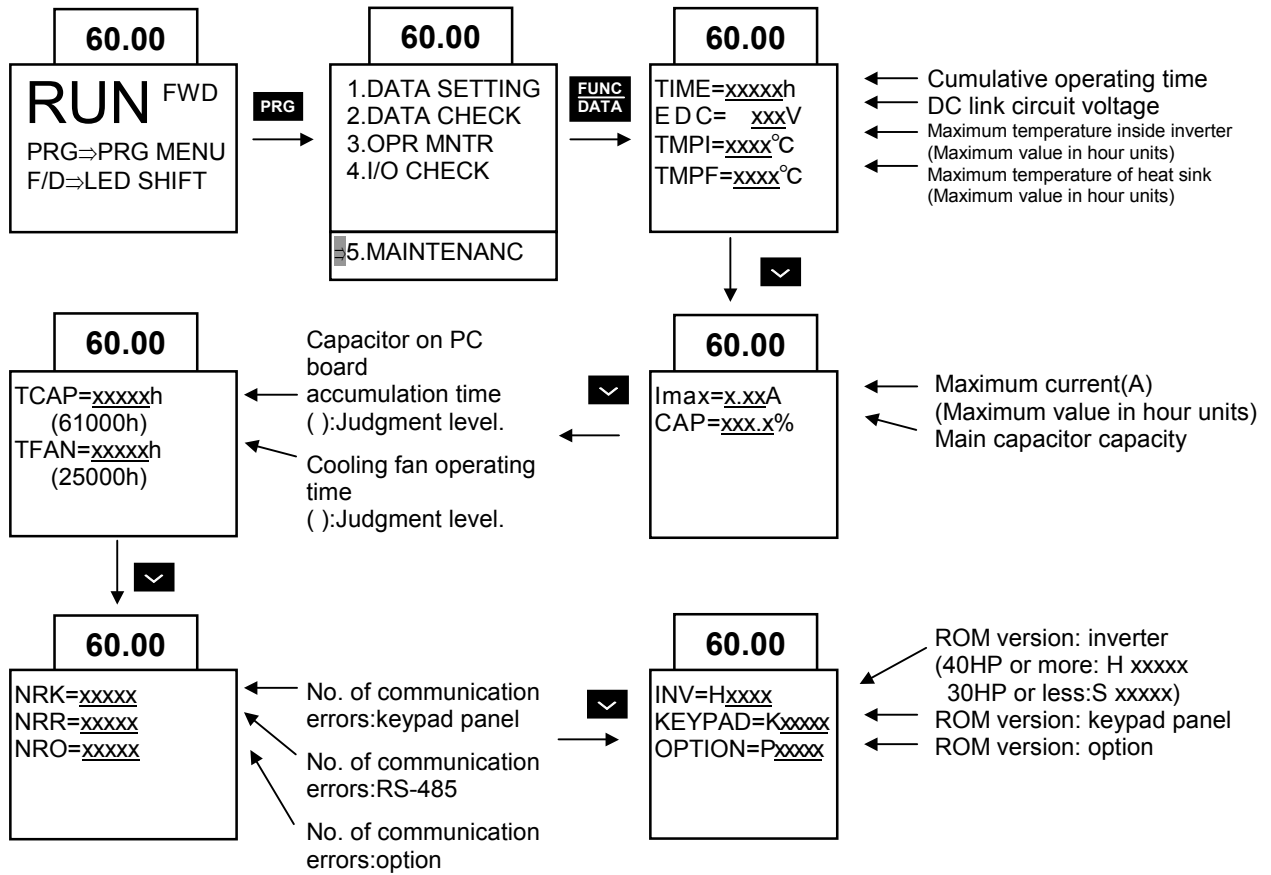 60.00
RUN FWD
PRG⇒PRG MENU
F/D⇒LED SHIFT
PRG
60.00
1.DATA SETTING
2.DATA CHECK
3.OPR MNTR
4.I/O CHECK
⇒5.MAINTENANC
FUNC
DATA
60.00
TIME=xxxxxh
E D C= xxxV
TMPI=xxxx°C
TMPF=xxxx°C
Cumulative operating time
DC link circuit voltage
Maximum temperature inside inverter
(Maximum value in hour units)
Maximum temperature of heat sink
(Maximum value in hour units)
60.00
Imax=x.xxA
CAP=xxx.x%
Maximum current(A)
(Maximum value in hour units)
Main capacitor capacity
60.00
TCAP=xxxxxh
(61000h)
TFAN=xxxxxh
(25000h)
Capacitor on PC
board
accumulation time
( ):Judgment level.
Cooling fan operating
time
( ):Judgment level.
60.00
NRK=xxxxx
NRR=xxxxx
NRO=xxxxx
No. of communication
errors:keypad panel
No. of communication
errors:RS-485
No. of communication
errors:option
60.00
INV=Hxxxx
KEYPAD=Kxxxxx
OPTION=Pxxxxx
ROM version: inverter
(40HP or more: H xxxxx
30HP or less:S xxxxx)
ROM version: keypad panel
ROM version: option